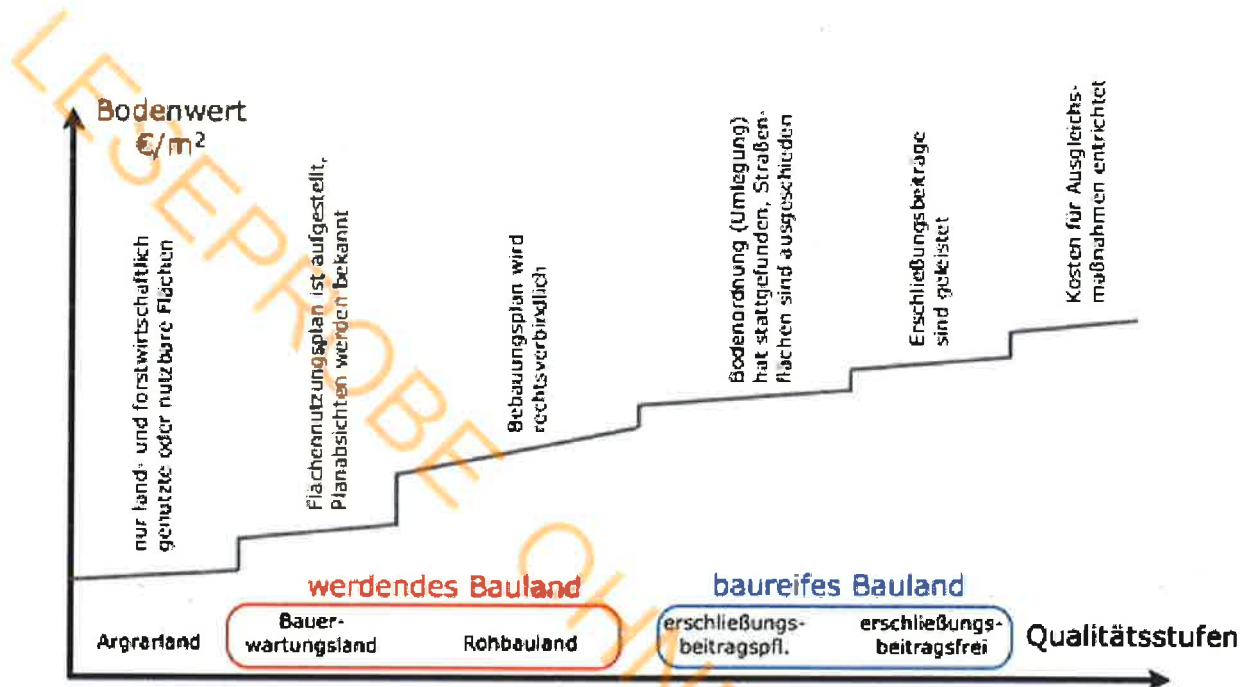 LESEPROBE OHN
Bodenwert
€/m²
nur land- und forstwirtschaftlich
genutzte oder nutzbare Flächen
Flächennutzungsplan ist aufgestellt,
Planabsichten werden bekannt
Bebauungsplan wird
rechtsverbindlich
Bodenordnung (Umlegung)
hat stattgefunden, Straßen-
flächen sind ausgeschieden
Erschließungsbeiträge
sind geleistet
Kosten für Ausgleichs-
maßnahmen entrichtet
werdendes Bauland
baureifes Bauland
Argrarland
Bauer-
wartungsland
Rohbauland
erschließungs-
beitragspfl.
erschließungs-
beitragsfrei
Qualitätsstufen